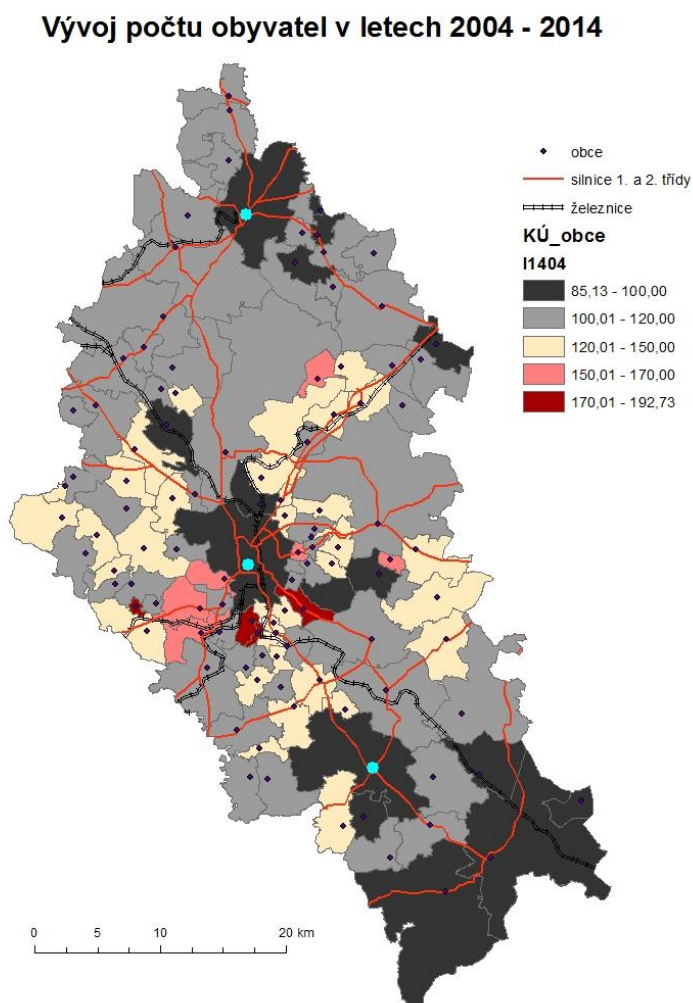 Vývoj počtu obyvatel v letech 2004 - 2014
obce
silnice 1. a 2. třídy
železnice
KÚ_obce
I1404
85,13 - 100,00
100,01 - 120,00
120,01 - 150,00
150,01 - 170,00
170,01 - 192,73
0 5 10 20 km